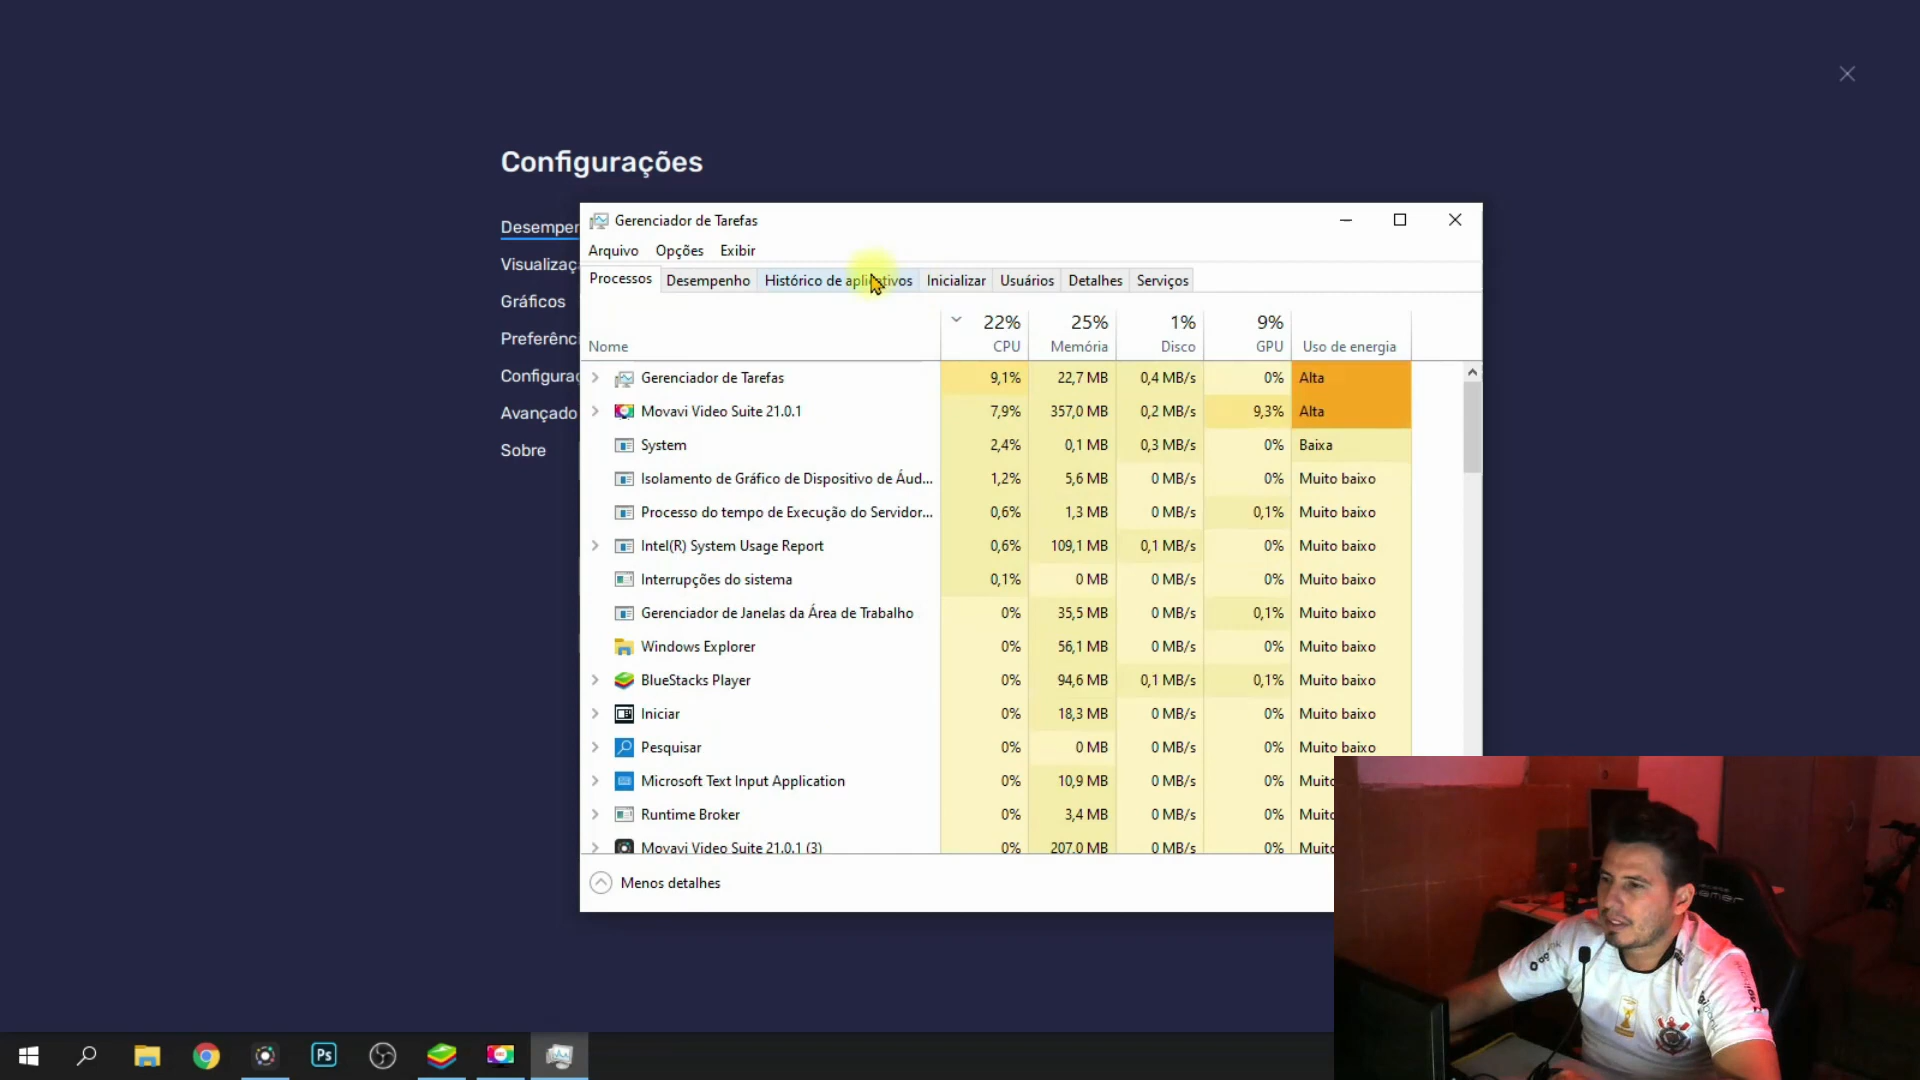 Configurações
Desemper
Visualizaç
Gráficos
Preferênci
Configuraç
Avançado
Sobre
Gerenciador de Tarefas
Arquivo Opções Exibir
Processos Desempenho Histórico de aplicativos Inicializar Usuários Detalhes Serviços
22% 25% 1% 9%
Nome CPU Memória Disco GPU Uso de energia
Gerenciador de Tarefas 9,1% 22,7 MB 0,4 MB/s 0% Alta
Movavi Video Suite 21.0.1 7,9% 357,0 MB 0,2 MB/s 9,3% Alta
System 2,4% 0,1 MB 0,3 MB/s 0% Baixa
Isolamento de Gráfico de Dispositivo de Áud... 1,2% 5,6 MB 0 MB/s 0% Muito baixo
Processo do tempo de Execução do Servidor... 0,6% 1,3 MB 0 MB/s 0,1% Muito baixo
Intel(R) System Usage Report 0,6% 109,1 MB 0,1 MB/s 0% Muito baixo
Interrupções do sistema 0,1% 0 MB 0 MB/s 0% Muito baixo
Gerenciador de Janelas da Área de Trabalho 0% 35,5 MB 0 MB/s 0,1% Muito baixo
Windows Explorer 0% 56,1 MB 0 MB/s 0% Muito baixo
BlueStacks Player 0% 94,6 MB 0,1 MB/s 0,1% Muito baixo
Iniciar 0% 18,3 MB 0 MB/s 0% Muito baixo
Pesquisar 0% 0 MB 0 MB/s 0% Muito baixo
Microsoft Text Input Application 0% 10,9 MB 0 MB/s 0% Muito
Runtime Broker 0% 3,4 MB 0 MB/s 0% Muito
Movavi Video Suite 21.0.1 (3) 0% 207,0 MB 0 MB/s 0% Muito
Menos detalhes
Ps